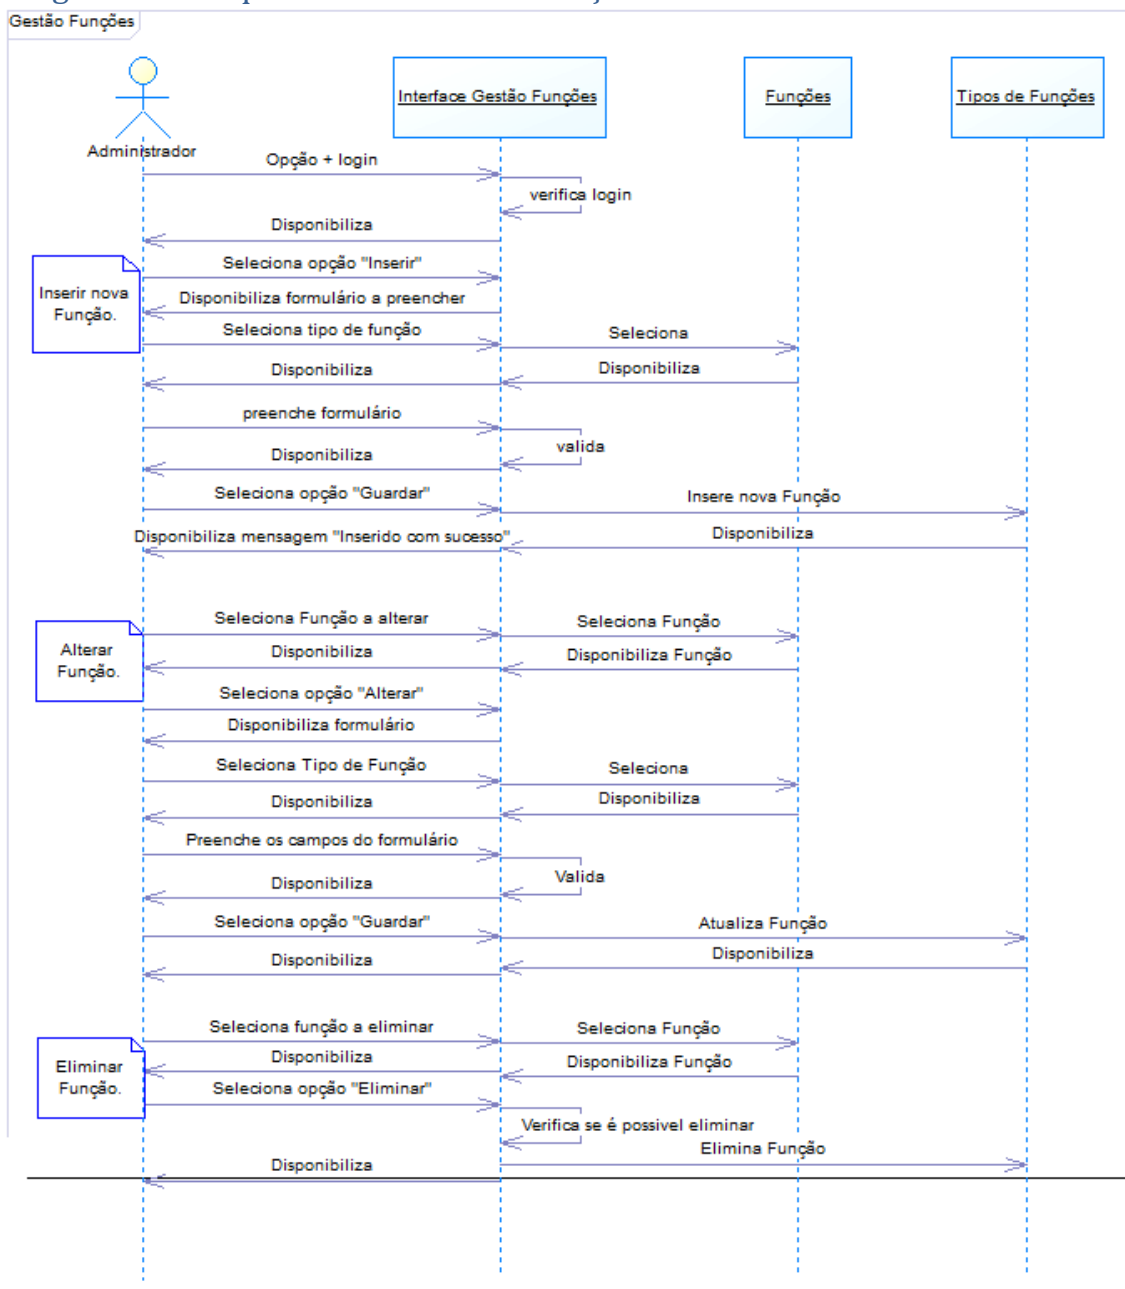 Gestão Funções
Interface Gestão Funções
Funções
Tipos de Funções
Administrador
Opção + login
verifica login
Disponibiliza
Inserir nova
Função.
Seleciona opção "Inserir"
Disponibiliza formulário a preencher
Seleciona tipo de função
Seleciona
Disponibiliza
Disponibiliza
preenche formulário
valida
Disponibiliza
Seleciona opção "Guardar"
Insere nova Função
Disponibiliza mensagem "Inserido com sucesso"
Disponibiliza
Alterar
Função.
Seleciona Função a alterar
Seleciona Função
Disponibiliza
Disponibiliza Função
Seleciona opção "Alterar"
Disponibiliza formulário
Seleciona Tipo de Função
Seleciona
Disponibiliza
Disponibiliza
Preenche os campos do formulário
Valida
Disponibiliza
Seleciona opção "Guardar"
Atualiza Função
Disponibiliza
Disponibiliza
Eliminar
Função.
Seleciona função a eliminar
Seleciona Função
Disponibiliza
Disponibiliza Função
Seleciona opção "Eliminar"
Verifica se é possivel eliminar
Elimina Função
Disponibiliza